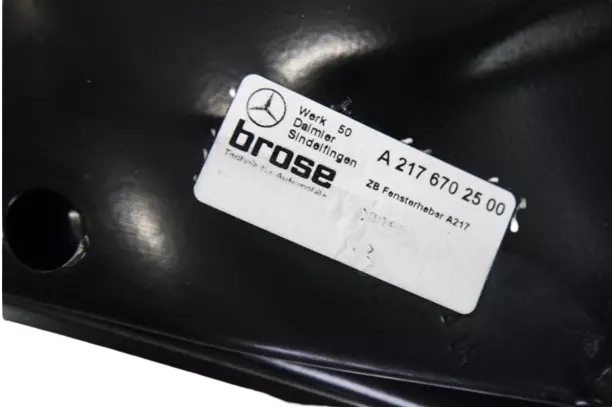 Werk 50
Daimler
Sindelfingen
brose
Technik für Automobile
A 217 670 25 00
ZB Fensterheber A217